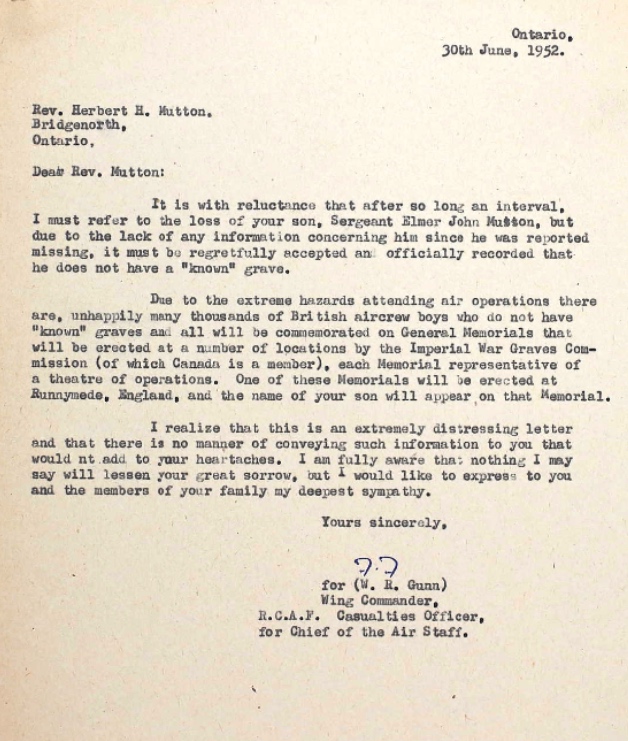 Ontario,
30th June, 1952.
Rev. Herbert H. Mutton,
Bridgenorth,
Ontario,
Dear Rev. Mutton:
It is with reluctance that after so long an interval,
I must refer to the loss of your son, Sergeant Elmer John Mutton, but
due to the lack of any information concerning him since he was reported
missing, it must be regretfully accepted and officially recorded that
he does not have a "known" grave.
Due to the extreme hazards attending air operations there
are, unhappily many thousands of British aircrew boys who do not have
"known" graves and all will be commemorated on General Memorials that
will be erected at a number of locations by the Imperial War Graves Com-
mission (of which Canada is a member), each Memorial representative of
a theatre of operations. One of these Memorials will be erected at
Runnymede, England, and the name of your son will appear on that Memorial.
I realize that this is an extremely distressing letter
and that there is no manner of conveying such information to you that
would nt add to your heartaches. I am fully aware that nothing I may
say will lessen your great sorrow, but I would like to express to you
and the members of your family my deepest sympathy.
Yours sincerely,
for (W. R. Gunn)
Wing Commander,
R.C.A.F. Casualties Officer,
for Chief of the Air Staff.